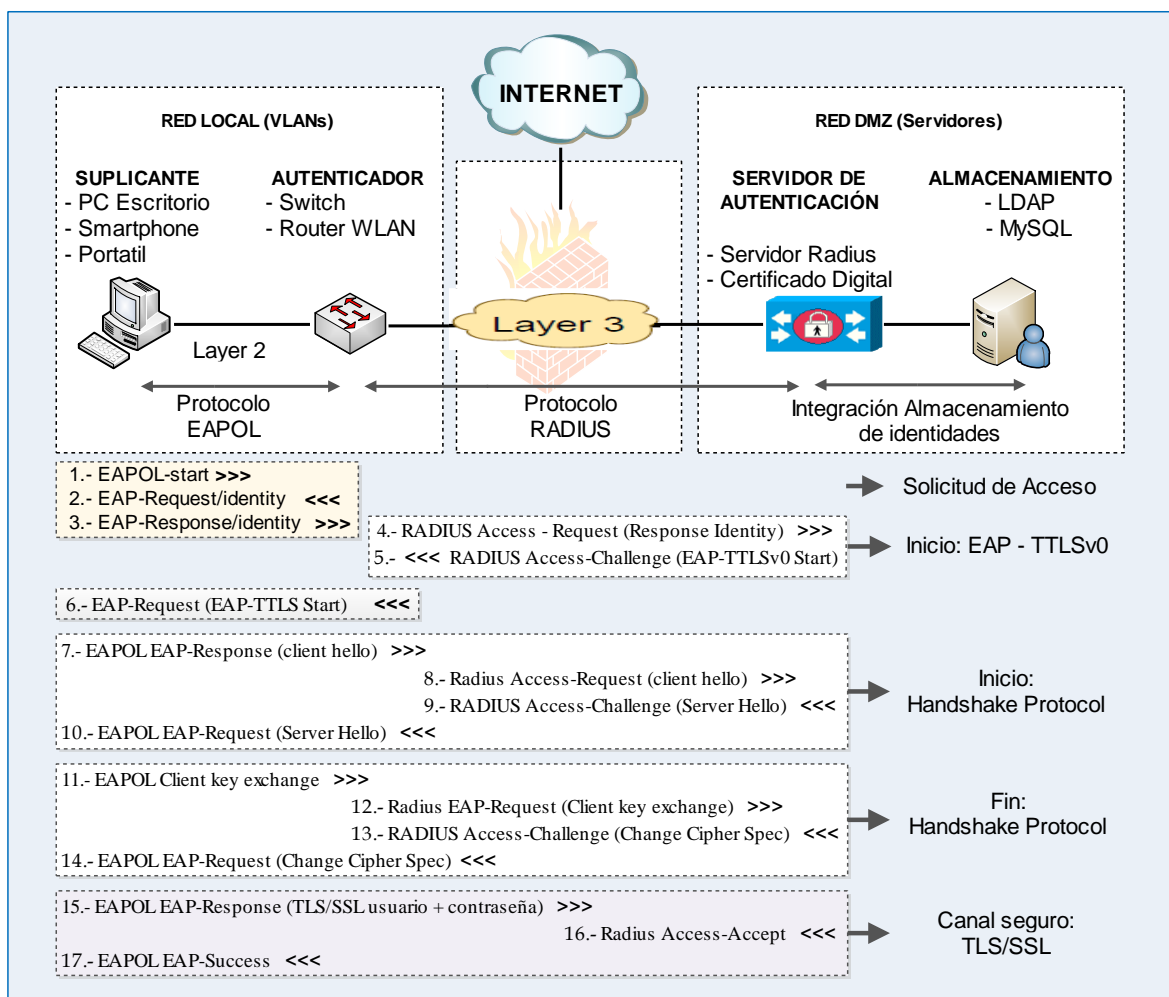 INTERNET
RED LOCAL (VLANs)
RED DMZ (Servidores)
SUPLICANTE
- PC Escritorio
- Smartphone
- Portatil
AUTENTICADOR
- Switch
- Router WLAN
SERVIDOR DE
AUTENTICACIÓN
- Servidor Radius
- Certificado Digital
ALMACENAMIENTO
- LDAP
- MySQL
Layer 2
Layer 3
Protocolo
EAPOL
Protocolo
RADIUS
Integración Almacenamiento
de identidades
1.- EAPOL-start >>>
2.- EAP-Request/identity <<<
3.- EAP-Response/identity >>>
Solicitud de Acceso
4.- RADIUS Access - Request (Response Identity) >>>
5.- <<< RADIUS Access-Challenge (EAP-TTLSv0 Start)
Inicio: EAP - TTLSv0
6.- EAP-Request (EAP-TTLS Start) <<<
7.- EAPOL EAP-Response (client hello) >>>
8.- Radius Access-Request (client hello) >>>
9.- RADIUS Access-Challenge (Server Hello) <<<
10.- EAPOL EAP-Request (Server Hello) <<<
Inicio:
Handshake Protocol
11.- EAPOL Client key exchange >>>
12.- Radius EAP-Request (Client key exchange) >>>
13.- RADIUS Access-Challenge (Change Cipher Spec) <<<
14.- EAPOL EAP-Request (Change Cipher Spec) <<<
Fin:
Handshake Protocol
15.- EAPOL EAP-Response (TLS/SSL usuario + contraseña) >>>
16.- Radius Access-Accept <<<
17.- EAPOL EAP-Success <<<
Canal seguro:
TLS/SSL